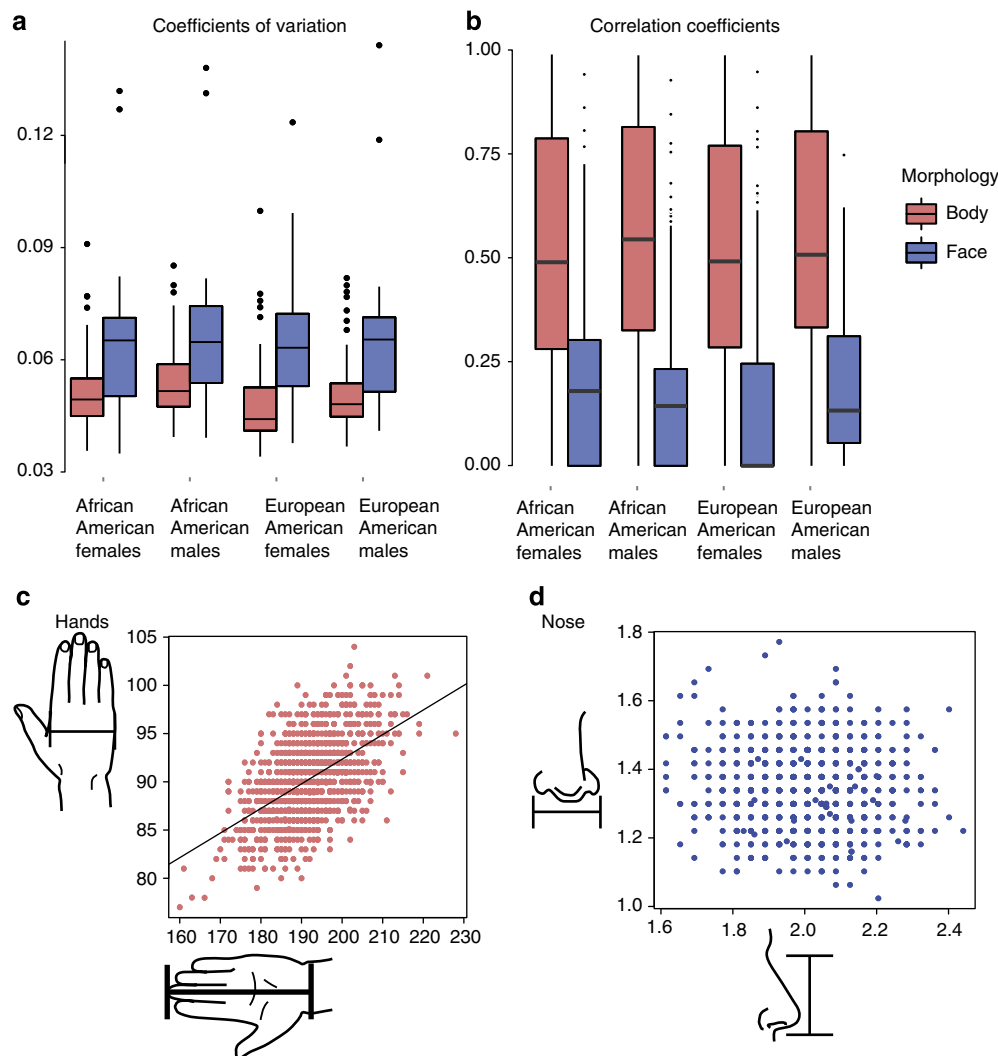 a
Coefficients of variation
0.12
0.09
0.06
0.03
African American females
African American males
European American females
European American males
b
Correlation coefficients
1.00
0.75
0.50
0.25
0.00
African American females
African American males
European American females
European American males
Morphology
Body
Face
c
Hands
105
100
95
90
85
80
160 170 180 190 200 210 220 230
d
Nose
1.8
1.6
1.4
1.2
1.0
1.6 1.8 2.0 2.2 2.4